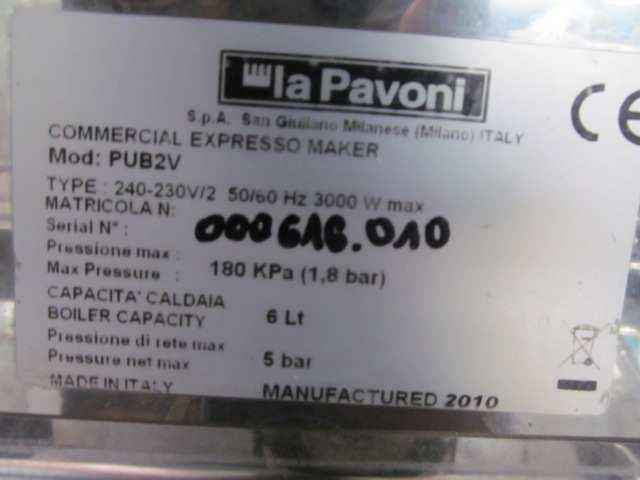 la Pavoni
CE
S.p.A. San Giuliano Milanese (Milano) ITALY
COMMERCIAL EXPRESSO MAKER
Mod: PUB2V
TYPE : 240-230V/2 50/60 Hz 3000 W max
MATRICOLA N:
Serial N° : 000616.010
Pressione max :
Max Pressure : 180 KPa (1,8 bar)
CAPACITA' CALDAIA
BOILER CAPACITY 6 Lt
Pressione di rete max
Pressure net max 5 bar
MADE IN ITALY MANUFACTURED 2010